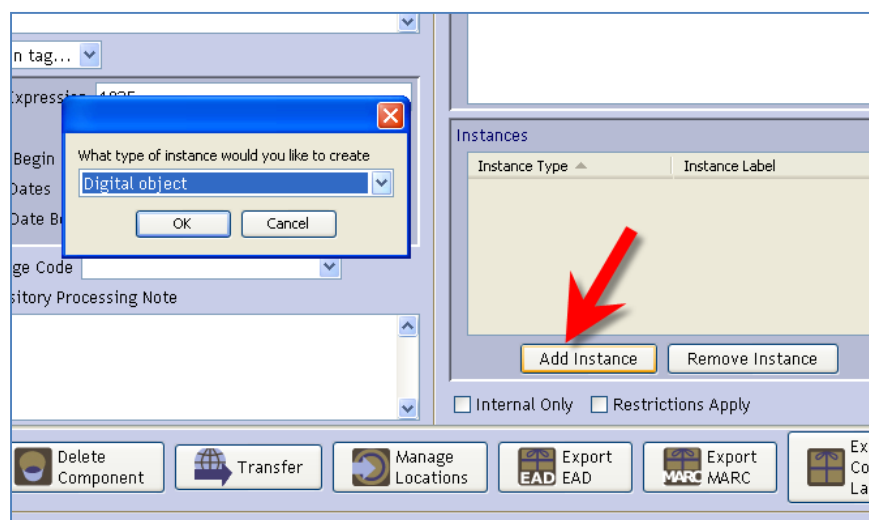 n tag...
Expression 1825
Begin
Dates
Date Be
ge Code
sitory Processing Note
What type of instance would you like to create
Digital object
OK Cancel
Instances
Instance Type Instance Label
Add Instance Remove Instance
Internal Only Restrictions Apply
Delete
Component
Transfer
Manage
Locations
EAD
Export
EAD
MARC
Export
MARC
Ex
Co
La